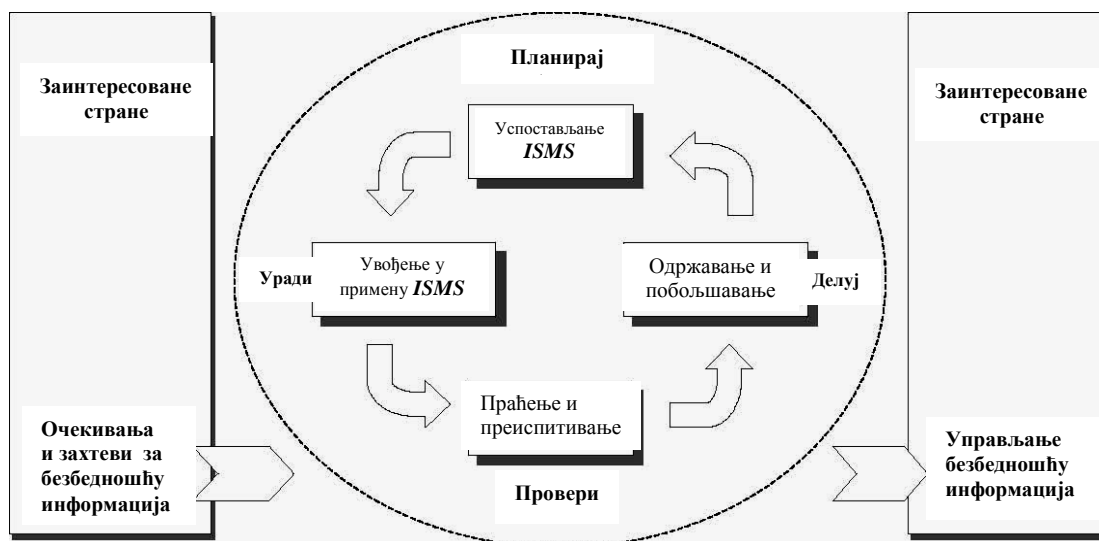 Заинтересоване
стране
Планирај
Успостављање
ISMS
Заинтересоване
стране
Уради
Увођење у
примену ISMS
Одржавање и
побољшавање
Делуј
Праћење и
преиспитивање
Провери
Очекивања
и захтеви за
безбедношћу
информација
Управљање
безбедношћу
информација